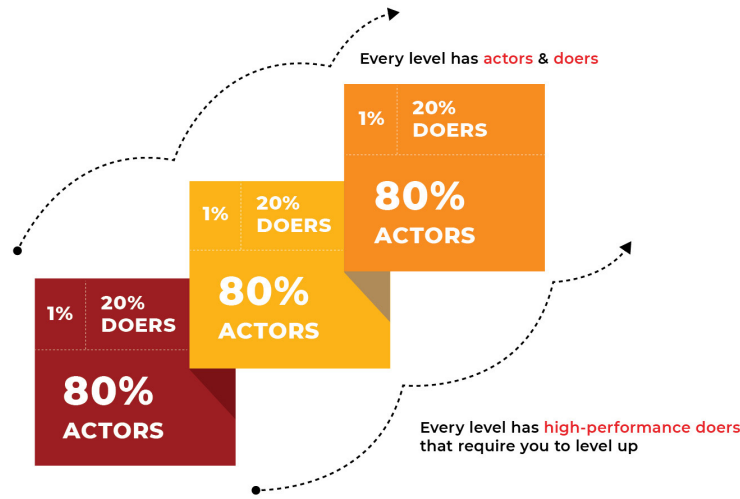 Every level has actors & doers
1%
20%
DOERS
80%
ACTORS
1%
20%
DOERS
80%
ACTORS
1%
20%
DOERS
80%
ACTORS
Every level has high-performance doers
that require you to level up